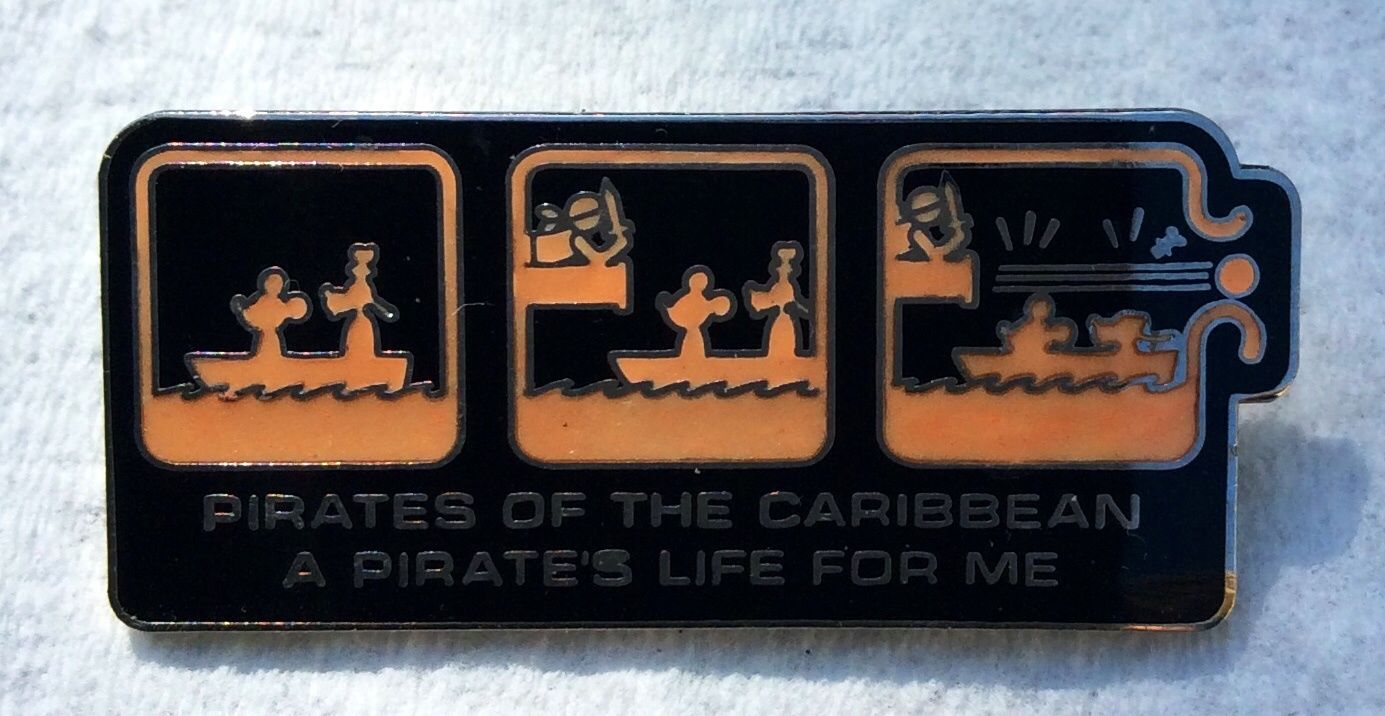 PIRATES OF THE CARIBBEAN
A PIRATE'S LIFE FOR ME